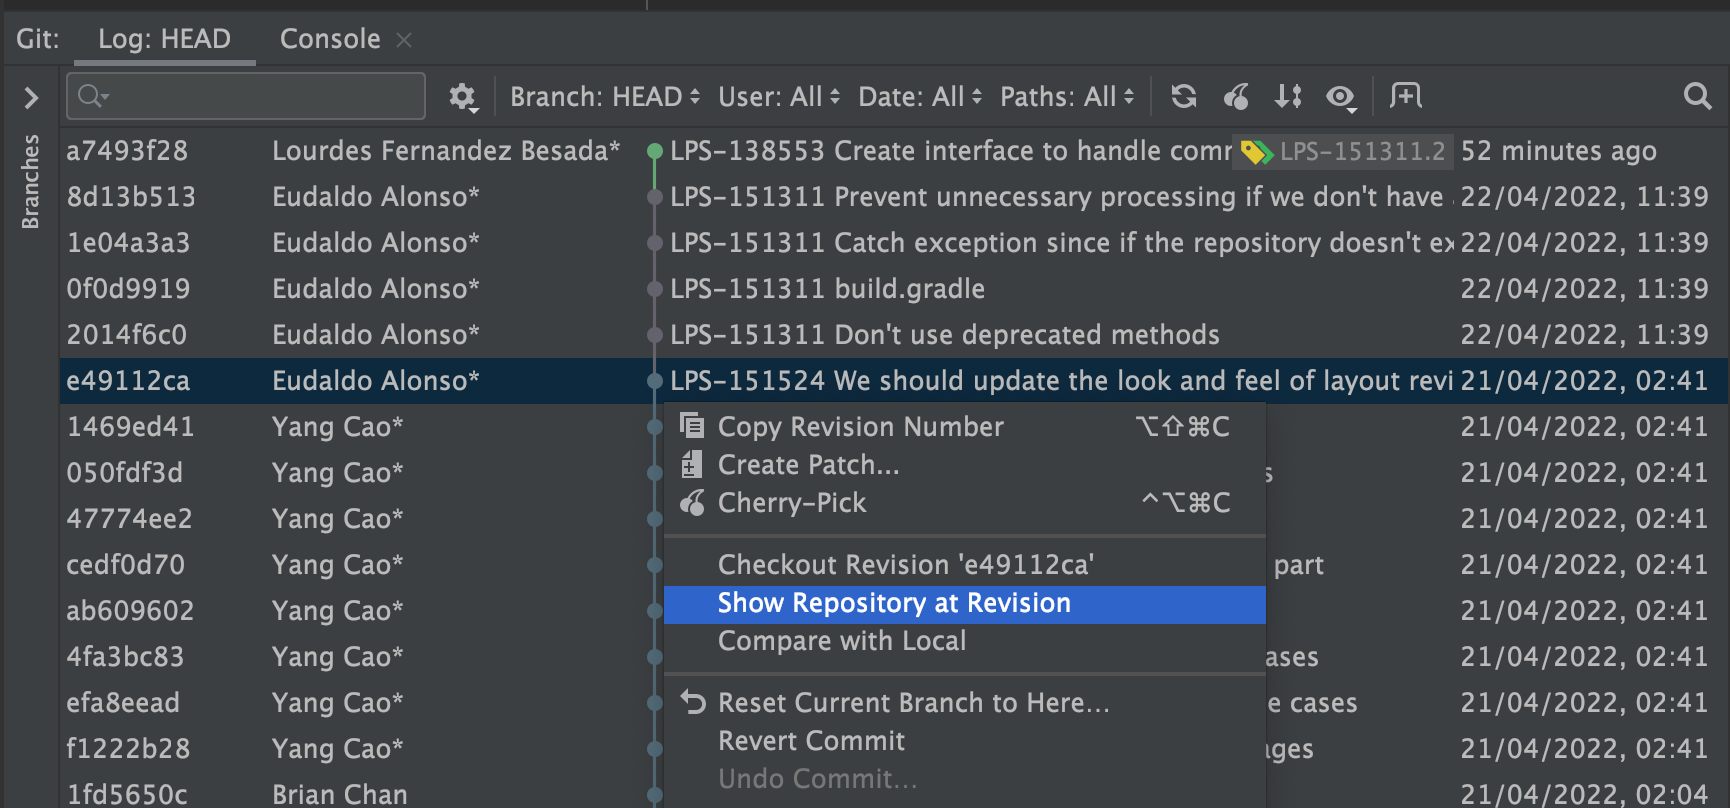 Git: Log: HEAD Console
Branch: HEAD User: All Date: All Paths: All
Branches
a7493f28 Lourdes Fernandez Besada* LPS-138553 Create interface to handle comr LPS-151311.2 52 minutes ago
8d13b513 Eudaldo Alonso* LPS-151311 Prevent unnecessary processing if we don't have 22/04/2022, 11:39
1e04a3a3 Eudaldo Alonso* LPS-151311 Catch exception since if the repository doesn't ex 22/04/2022, 11:39
0f0d9919 Eudaldo Alonso* LPS-151311 build.gradle 22/04/2022, 11:39
2014f6c0 Eudaldo Alonso* LPS-151311 Don't use deprecated methods 22/04/2022, 11:39
e49112ca Eudaldo Alonso* LPS-151524 We should update the look and feel of layout revi 21/04/2022, 02:41
1469ed41 Yang Cao* 21/04/2022, 02:41
050fdf3d Yang Cao* s 21/04/2022, 02:41
47774ee2 Yang Cao* 21/04/2022, 02:41
cedf0d70 Yang Cao* part 21/04/2022, 02:41
ab609602 Yang Cao* 21/04/2022, 02:41
4fa3bc83 Yang Cao* ases 21/04/2022, 02:41
efa8eead Yang Cao* e cases 21/04/2022, 02:41
f1222b28 Yang Cao* ages 21/04/2022, 02:41
1fd5650c Brian Chan 21/04/2022, 02:04
Copy Revision Number ⌥⇧⌘C
Create Patch...
Cherry-Pick ^⌥⌘C
Checkout Revision 'e49112ca'
Show Repository at Revision
Compare with Local
Reset Current Branch to Here...
Revert Commit
Undo Commit...